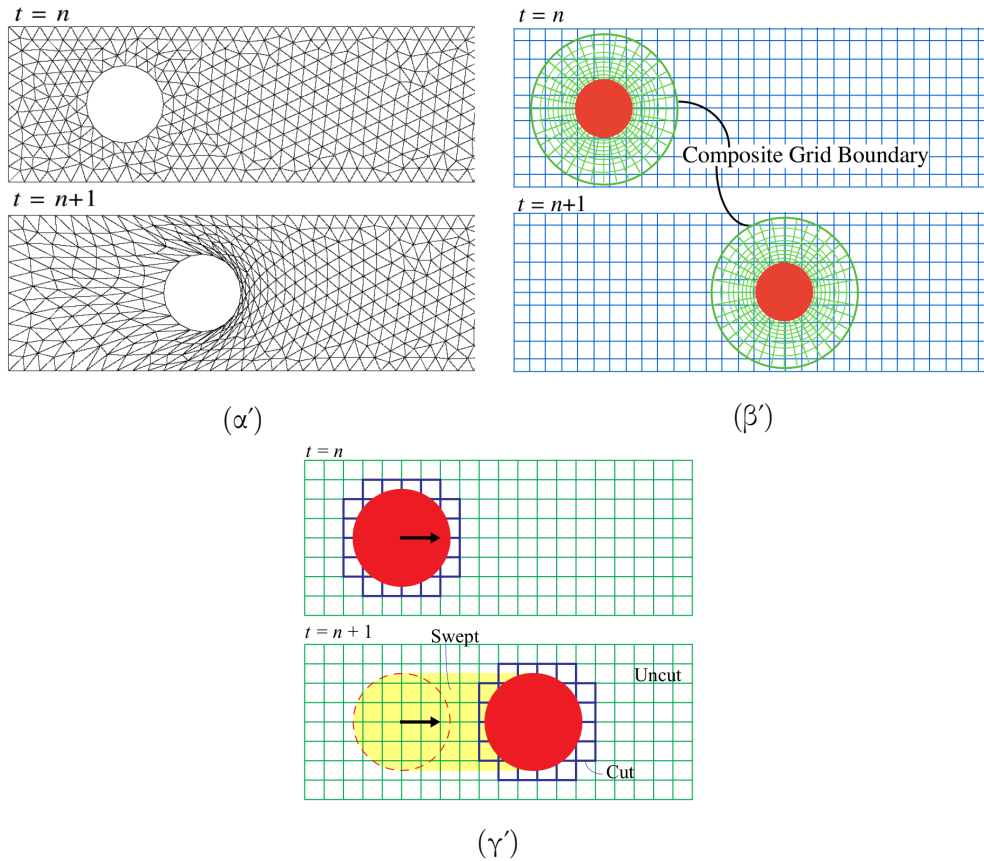 t = n
t = n
Composite Grid Boundary
t = n+1
t = n+1
(α′)
(β′)
t = n
t = n + 1
Swept
Uncut
Cut
(γ′)